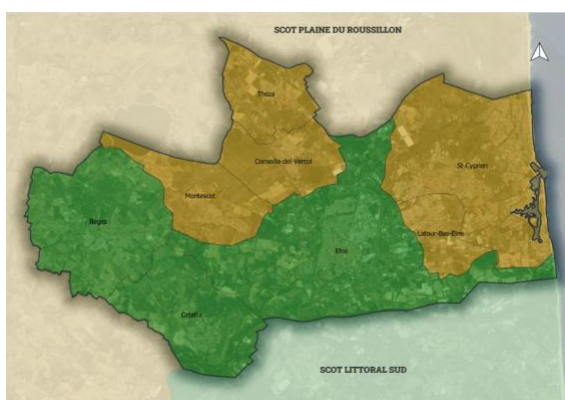 SCOT PLAINE DU ROUSSILLON
Théza
Corneilla-del-Vercol
St-Cyprien
Montescot
Bages
Latour-Bas-Elne
Elne
Ortaffa
SCOT LITTORAL SUD